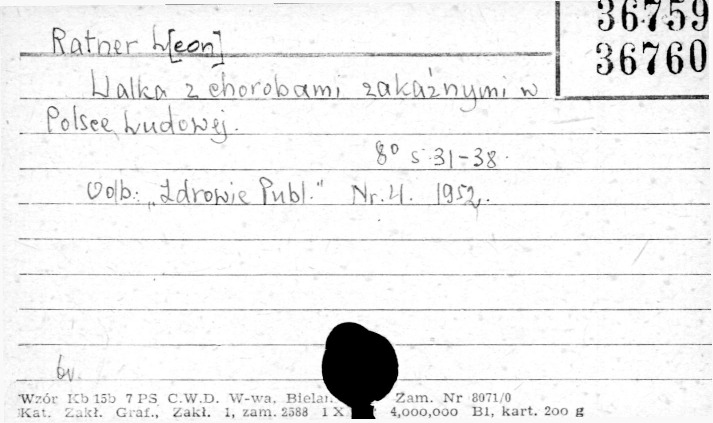 36759
36760
Ratner L[eon]
Walka z chorobami zakaźnymi w
Polsce Ludowej.
8° s. 31-38.
Odb.: „Zdrowie Publ." Nr. 4. 1952.
bv.
Wzór Kb 15b 7 PS C.W.D. W-wa. Zam. Nr 8071/0
Kat. Zakł. Graf., Zakł. 1, zam. 2588 1 X 4,000,000 B1, kart. 200 g